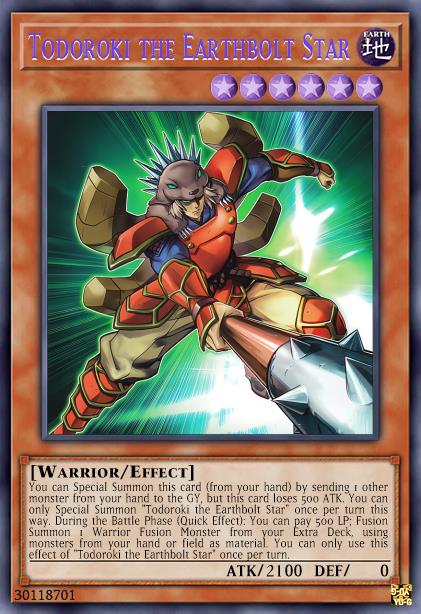 TODOROKI THE EARTHBOLT STAR
EARTH
地
[WARRIOR/EFFECT]
You can Special Summon this card (from your hand) by sending 1 other
monster from your hand to the GY, but this card loses 500 ATK. You can
only Special Summon "Todoroki the Earthbolt Star" once per turn this
way. During the Battle Phase (Quick Effect): You can pay 500 LP; Fusion
Summon 1 Warrior Fusion Monster from your Extra Deck, using
monsters from your hand or field as material. You can only use this
effect of "Todoroki the Earthbolt Star" once per turn.
ATK/2100 DEF/ 0
30118701